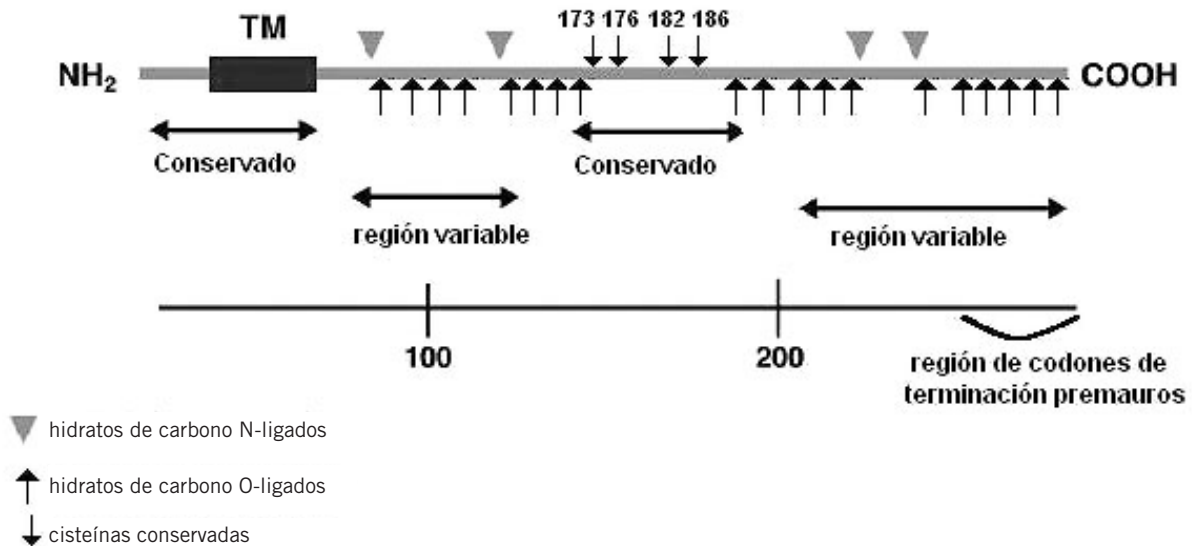 173 176 182 186
TM
NH2
COOH
Conservado
Conservado
región variable
región variable
100
200
región de codones de
terminación premauros
hidratos de carbono N-ligados
hidratos de carbono O-ligados
cisteínas conservadas